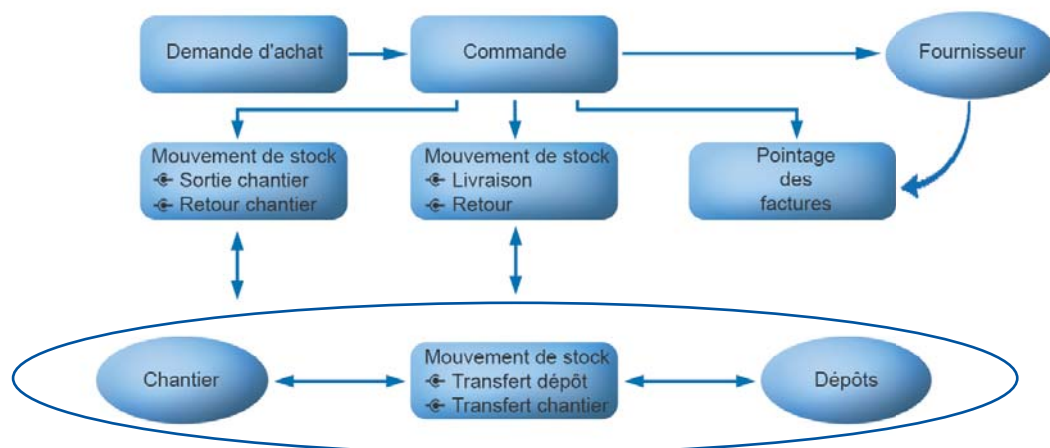 Demande d'achat
Commande
Fournisseur
Mouvement de stock
Sortie chantier
Retour chantier
Mouvement de stock
Livraison
Retour
Pointage
des
factures
Chantier
Mouvement de stock
Transfert dépôt
Transfert chantier
Dépôts